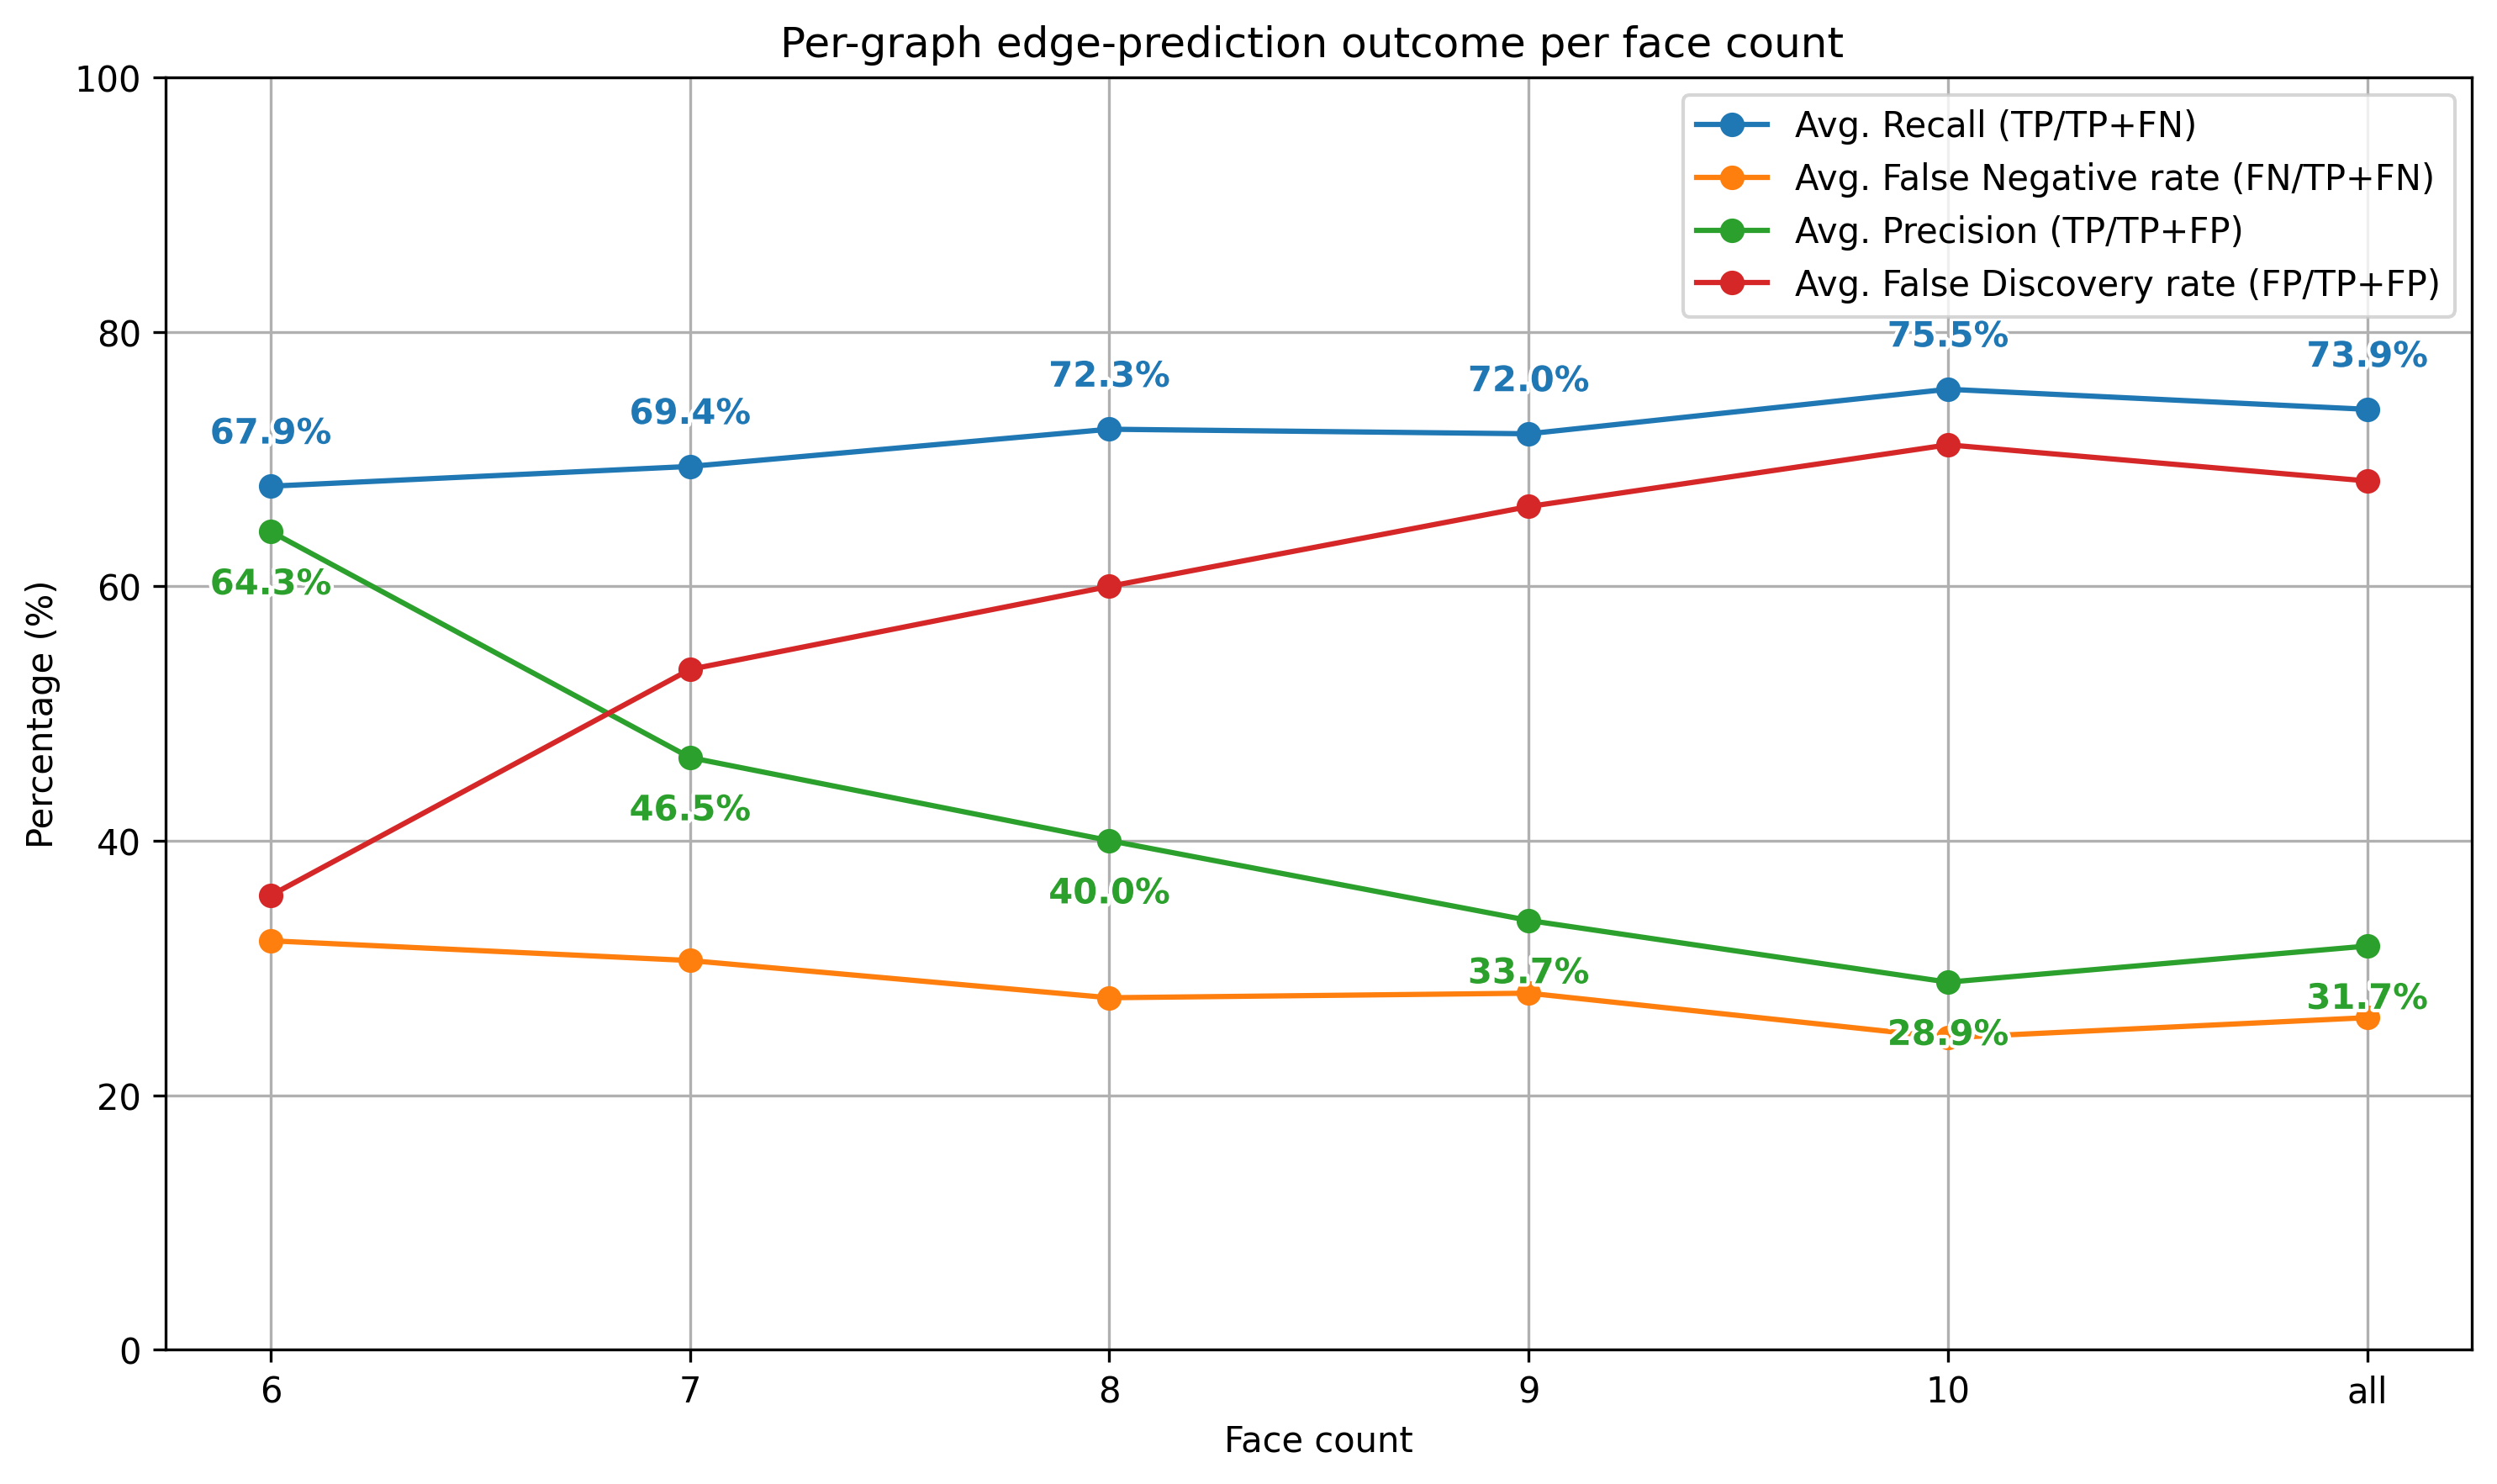 Per-graph edge-prediction outcome per face count
100
80
60
40
20
0
Percentage (%)
Avg. Recall (TP/TP+FN)
Avg. False Negative rate (FN/TP+FN)
Avg. Precision (TP/TP+FP)
Avg. False Discovery rate (FP/TP+FP)
67.9%
69.4%
72.3%
72.0%
75.5%
73.9%
64.3%
46.5%
40.0%
33.7%
28.9%
31.7%
6
7
8
9
10
all
Face count